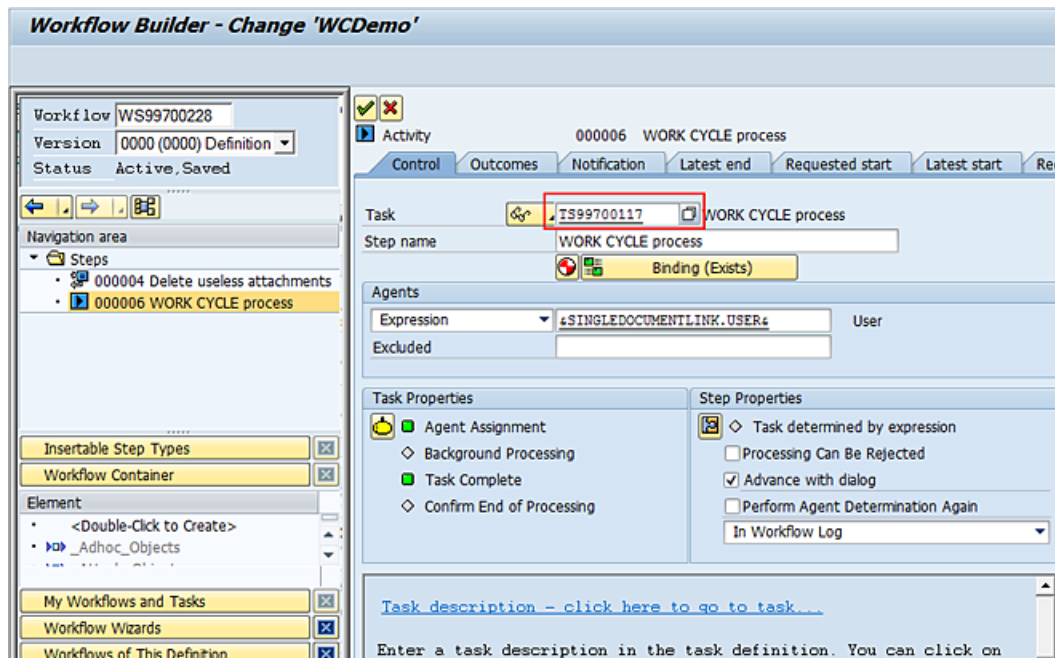 Workflow Builder - Change 'WCDemo'
Workflow WS99700228
Version 0000 (0000) Definition
Status Active,Saved
Navigation area
Steps
000004 Delete useless attachments
000006 WORK CYCLE process
Insertable Step Types
Workflow Container
Element
<Double-Click to Create>
_Adhoc_Objects
My Workflows and Tasks
Workflow Wizards
Workflows of This Definition
Activity 000006 WORK CYCLE process
Control Outcomes Notification Latest end Requested start Latest start Re
Task TS99700117 WORK CYCLE process
Step name WORK CYCLE process
Binding (Exists)
Agents
Expression &SINGLEDOCUMENTLINK.USER& User
Excluded
Task Properties
Agent Assignment
Background Processing
Task Complete
Confirm End of Processing
Step Properties
Task determined by expression
Processing Can Be Rejected
Advance with dialog
Perform Agent Determination Again
In Workflow Log
Task description - click here to go to task...
Enter a task description in the task definition. You can click on